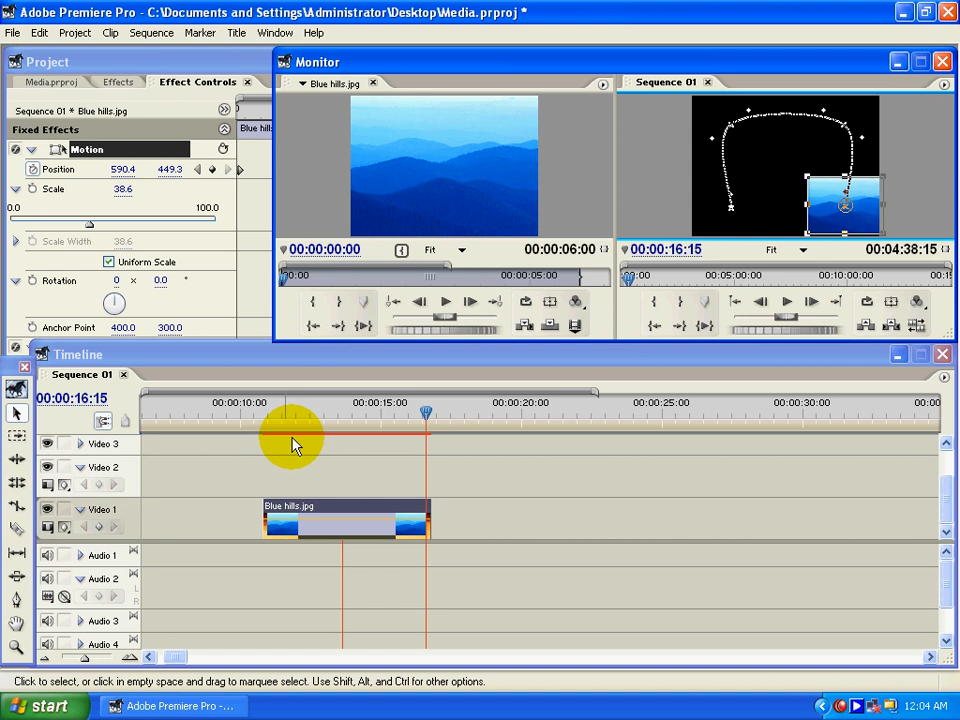 Adobe Premiere Pro - C:\Documents and Settings\Administrator\Desktop\Media.prproj *
File Edit Project Clip Sequence Marker Title Window Help
Project
Media.prproj Effects Effect Controls
Sequence 01 * Blue hills.jpg
Fixed Effects
Blue hills
Motion
Position 590.4 449.3
Scale 38.6
0.0 100.0
Scale Width 38.6
Uniform Scale
Rotation 0 x 0.0 °
Anchor Point 400.0 300.0
Monitor
Blue hills.jpg
00:00:00:00 Fit 00:00:06:00
00:00 00:00:05:00
Sequence 01
00:00:16:15 Fit 00:04:38:15
00:00 00:05:00:00 00:10:00:00 00:15
Timeline
Sequence 01
00:00:16:15
00:00:10:00 00:00:15:00 00:00:20:00 00:00:25:00 00:00:30:00 00:00
Video 3
Video 2
Video 1
Blue hills.jpg
Audio 1
Audio 2
L
R
Audio 3
Audio 4
Click to select, or click in empty space and drag to marquee select. Use Shift, Alt, and Ctrl for other options.
start Adobe Premiere Pro -... 12:04 AM